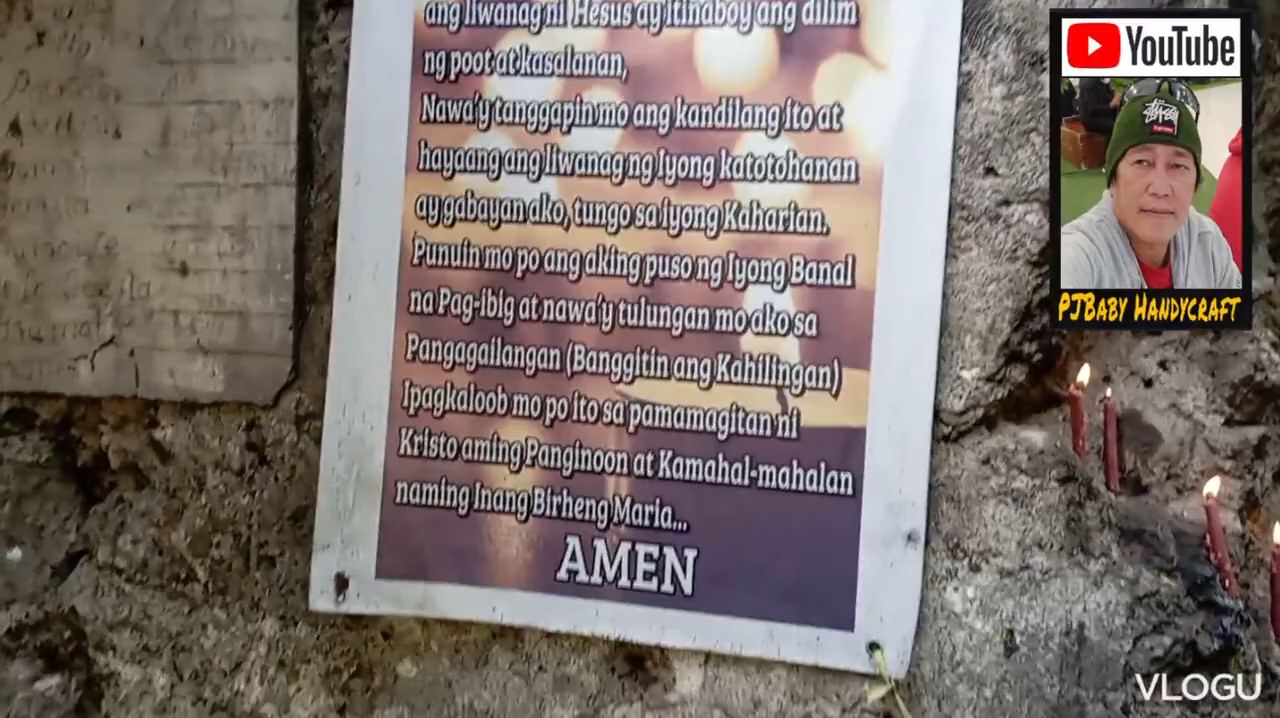 ang liwanag ni Hesus ay itinaboy ang dilim
ng poot at kasalanan,
Nawa'y tanggapin mo ang kandilang ito at
hayaang ang liwanag ng Iyong katotohanan
ay gabayan ako, tungo sa iyong Kaharian.
Punuin mo po ang aking puso ng Iyong Banal
na Pag-ibig at nawa'y tulungan mo ako sa
Pangagailangan (Banggitin ang Kahilingan)
Ipagkaloob mo po ito sa pamamagitan ni
Kristo aming Panginoon at Kamahal-mahalan
naming Inang Birheng Maria...
AMEN
YouTube
PJBaby Handycraft
VLOGU